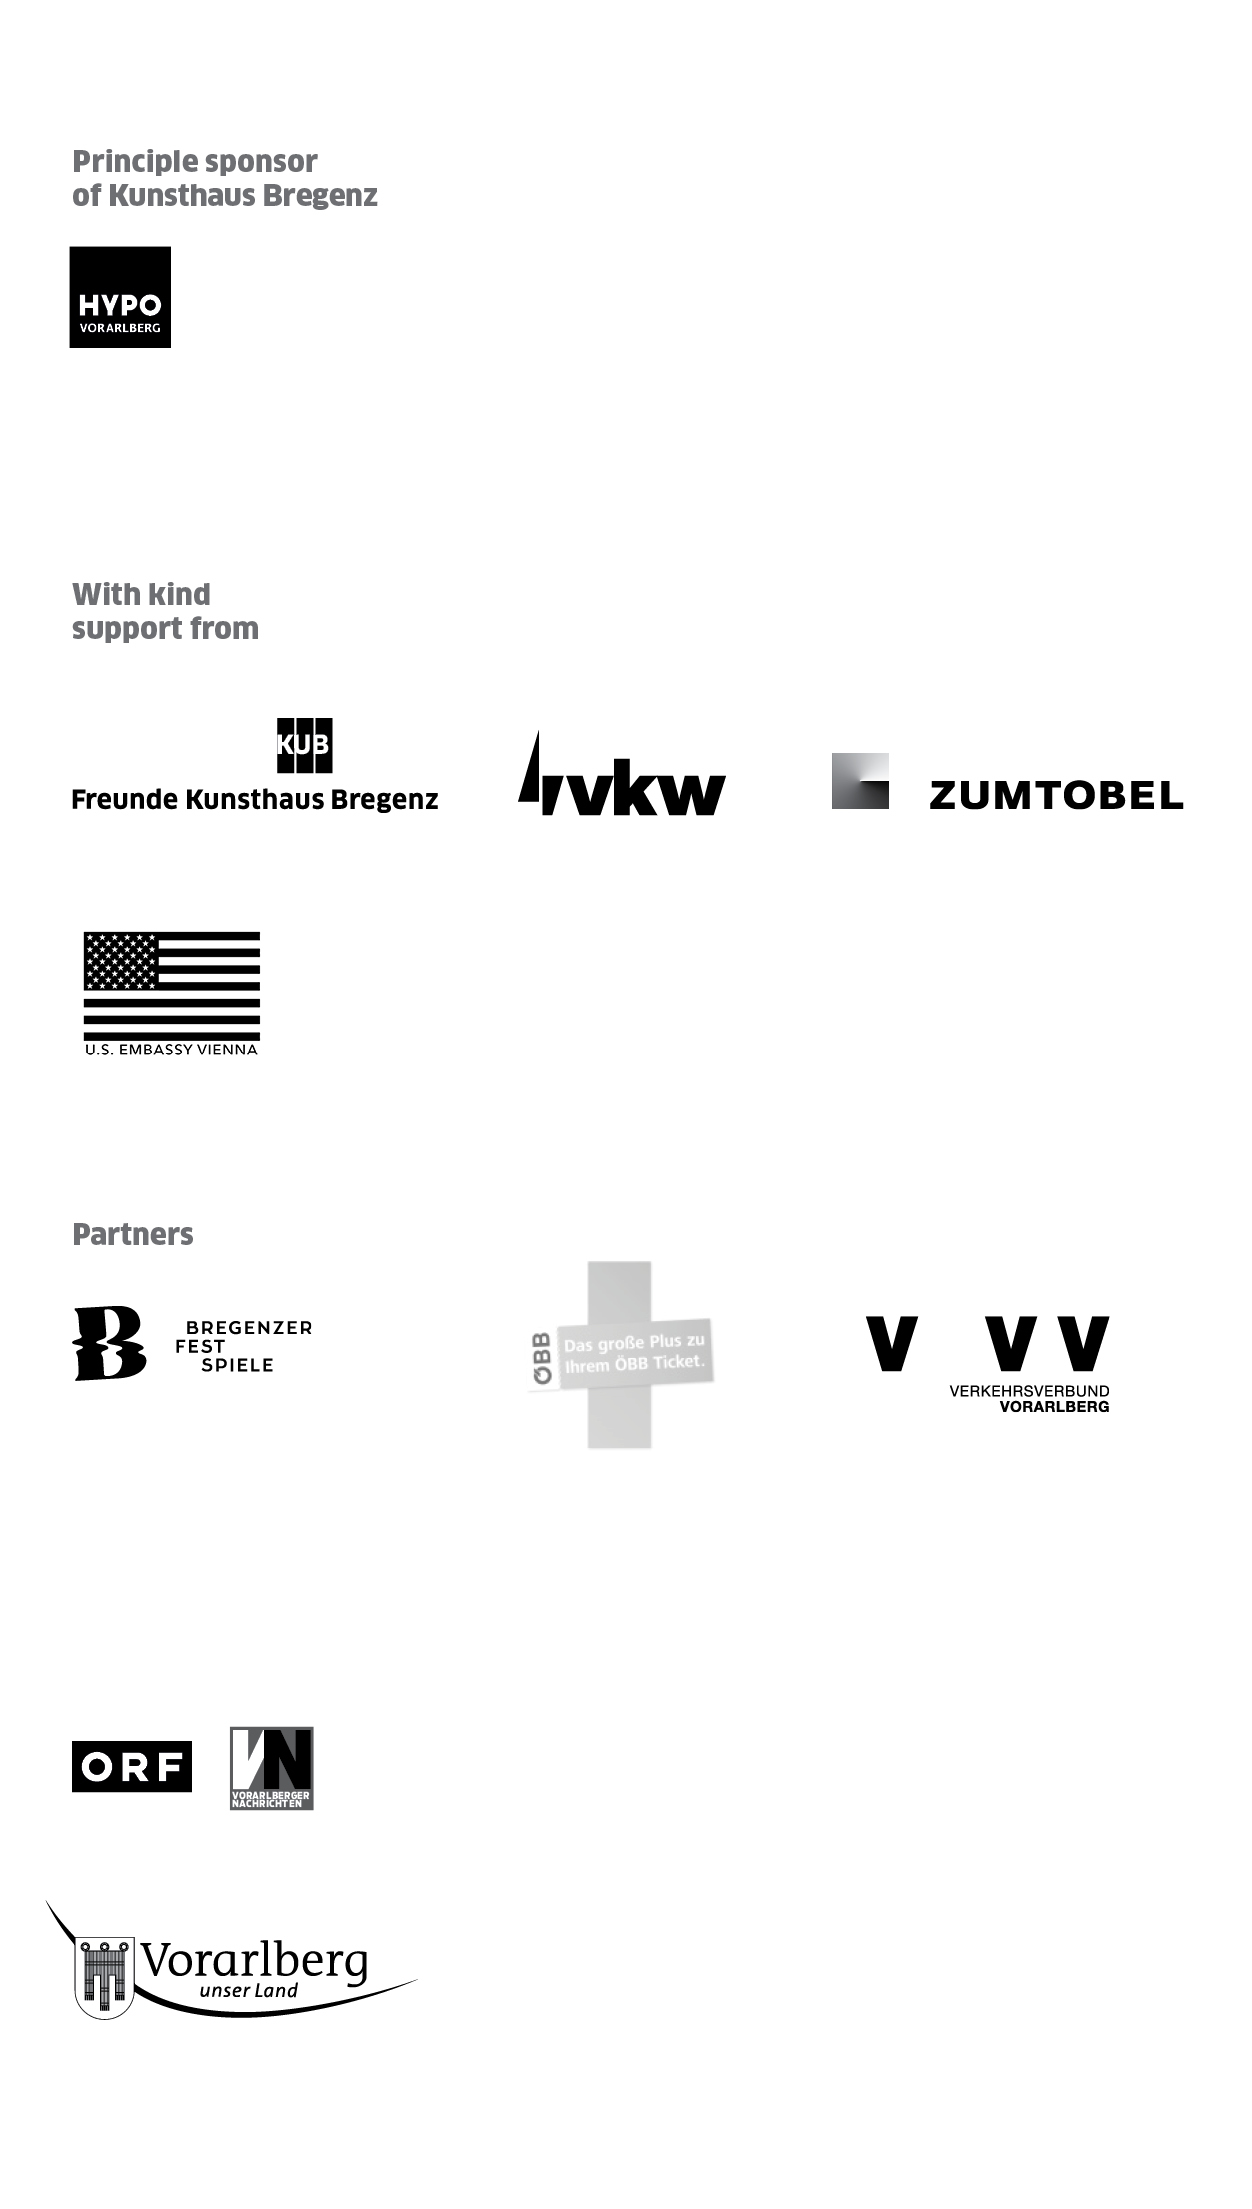 Principle sponsor
of Kunsthaus Bregenz
HYPO
VORARLBERG
With kind
support from
KUB
Freunde Kunsthaus Bregenz
vkw
ZUMTOBEL
U.S. EMBASSY VIENNA
Partners
B
BREGENZER
FEST
SPIELE
ÖBB
Das große Plus zu
Ihrem ÖBB Ticket.
V VV
VERKEHRSVERBUND
VORARLBERG
ORF
VN
VORARLBERGER
NACHRICHTEN
Vorarlberg
unser Land